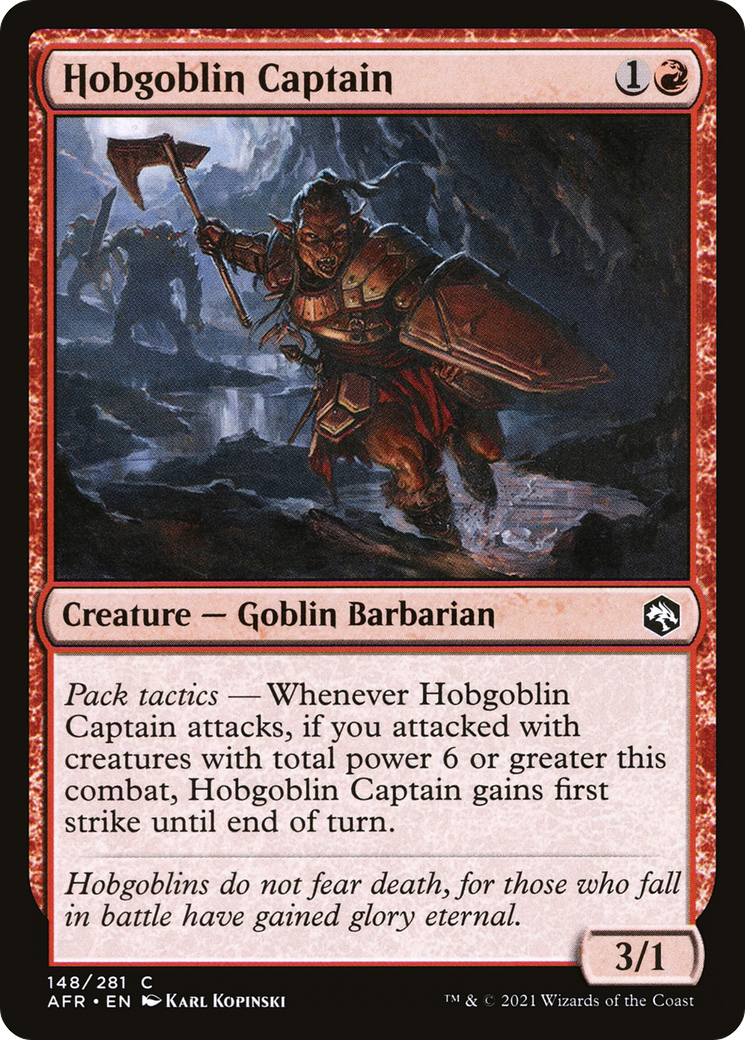 Hobgoblin Captain 1
Creature — Goblin Barbarian
Pack tactics — Whenever Hobgoblin
Captain attacks, if you attacked with
creatures with total power 6 or greater this
combat, Hobgoblin Captain gains first
strike until end of turn.
Hobgoblins do not fear death, for those who fall
in battle have gained glory eternal.
3/1
148/281 C
AFR • EN Karl Kopinski
™ & © 2021 Wizards of the Coast